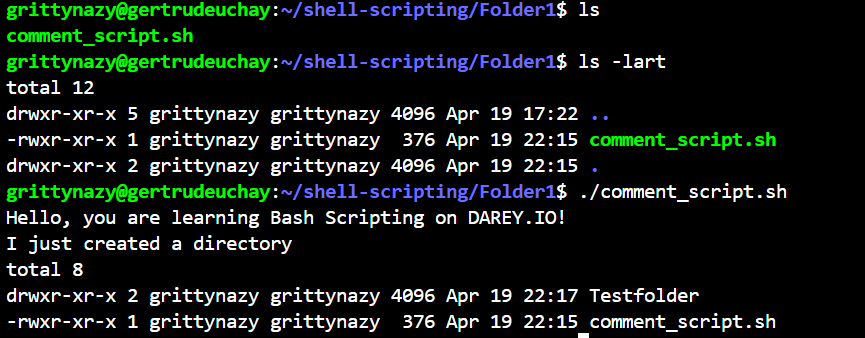 grittynazy@gertrudeuchay:~/shell-scripting/Folder1$ ls
comment_script.sh
grittynazy@gertrudeuchay:~/shell-scripting/Folder1$ ls -lart
total 12
drwxr-xr-x 5 grittynazy grittynazy 4096 Apr 19 17:22 ..
-rwxr-xr-x 1 grittynazy grittynazy  376 Apr 19 22:15 comment_script.sh
drwxr-xr-x 2 grittynazy grittynazy 4096 Apr 19 22:15 .
grittynazy@gertrudeuchay:~/shell-scripting/Folder1$ ./comment_script.sh
Hello, you are learning Bash Scripting on DAREY.IO!
I just created a directory
total 8
drwxr-xr-x 2 grittynazy grittynazy 4096 Apr 19 22:17 Testfolder
-rwxr-xr-x 1 grittynazy grittynazy  376 Apr 19 22:15 comment_script.sh